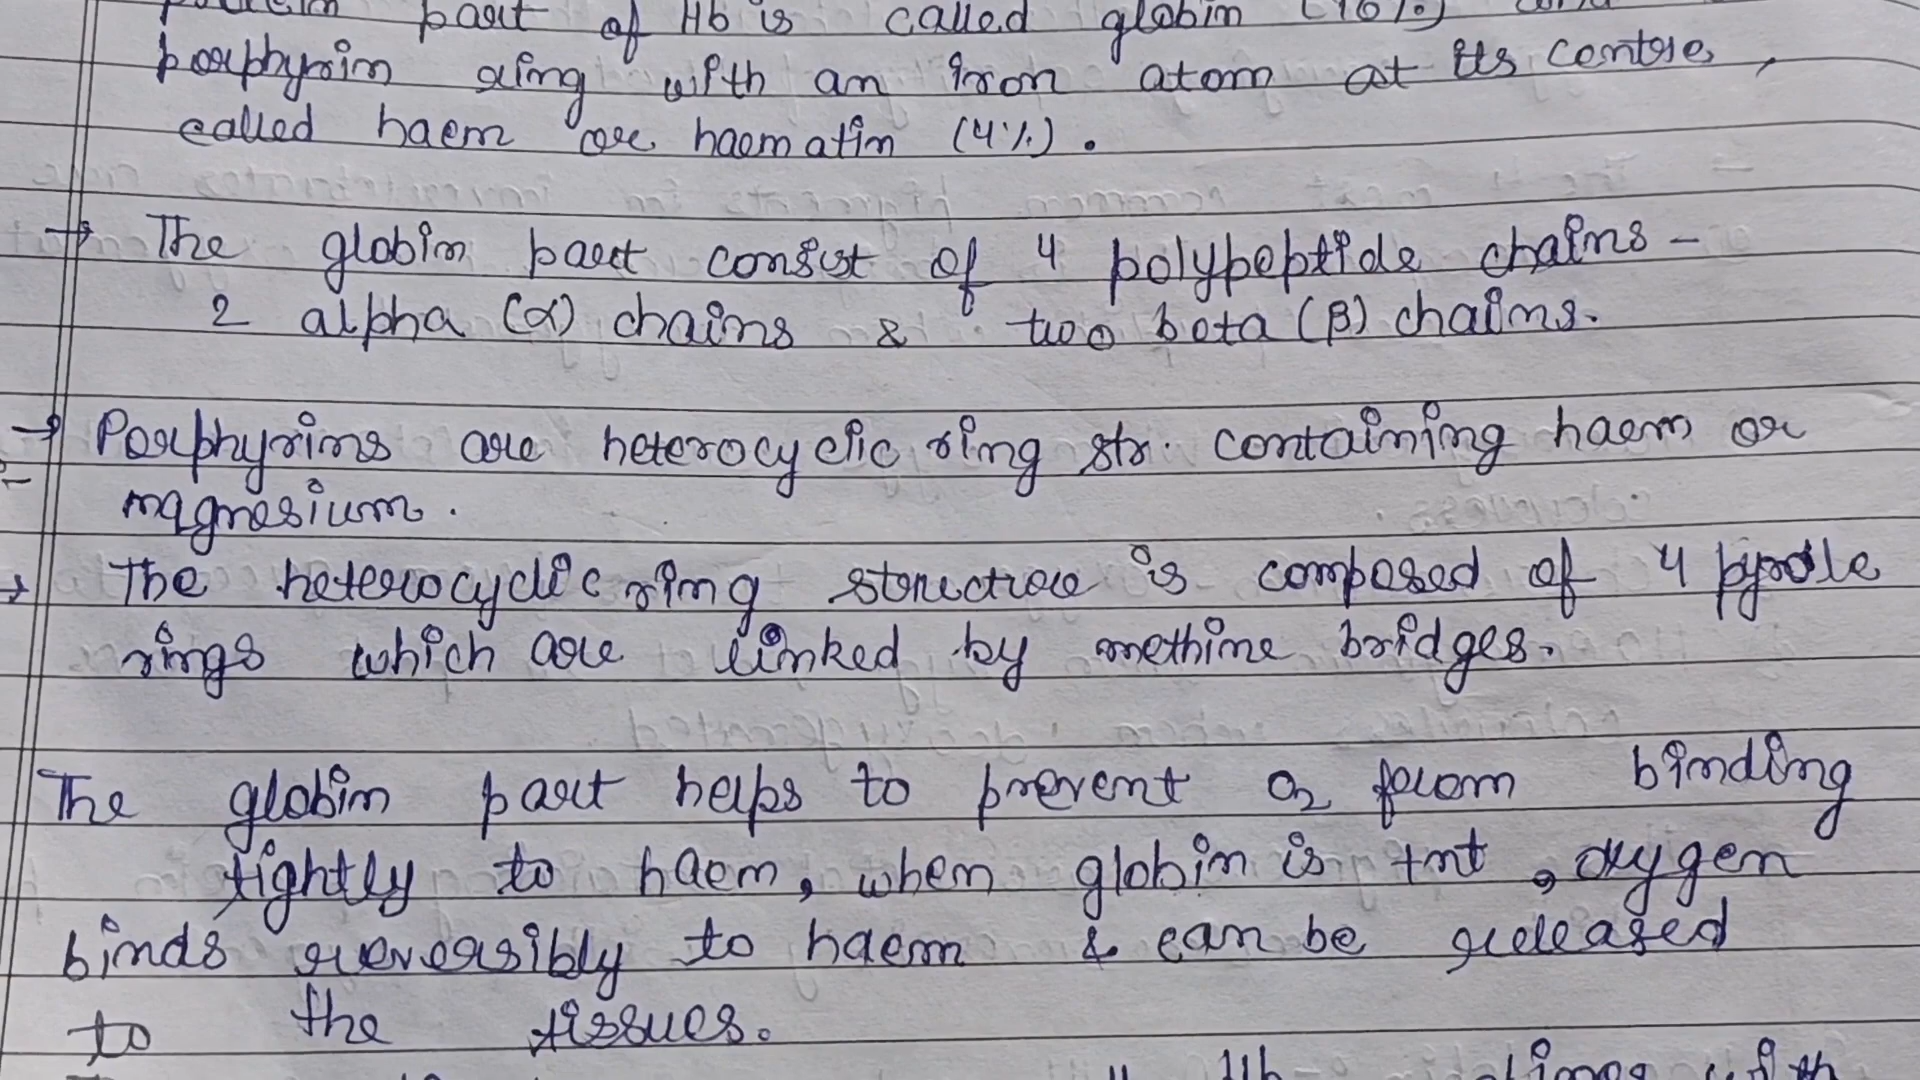 part of Hb is called globin
porphyrin ring with an iron atom at its centre,
called haem or haematin (4%).
→ The globin part consist of 4 polypeptide chains -
2 alpha (α) chains & two beta (β) chains.
→ Porphyrins are heterocyclic ring str. containing haem or
magnesium.
→ The heterocyclic ring structure is composed of 4 pyrole
rings which are linked by methine bridges.
The globin part helps to prevent O2 from binding
tightly to haem, when globin is tnt, oxygen
binds reversibly to haem & can be released
to the tissues.